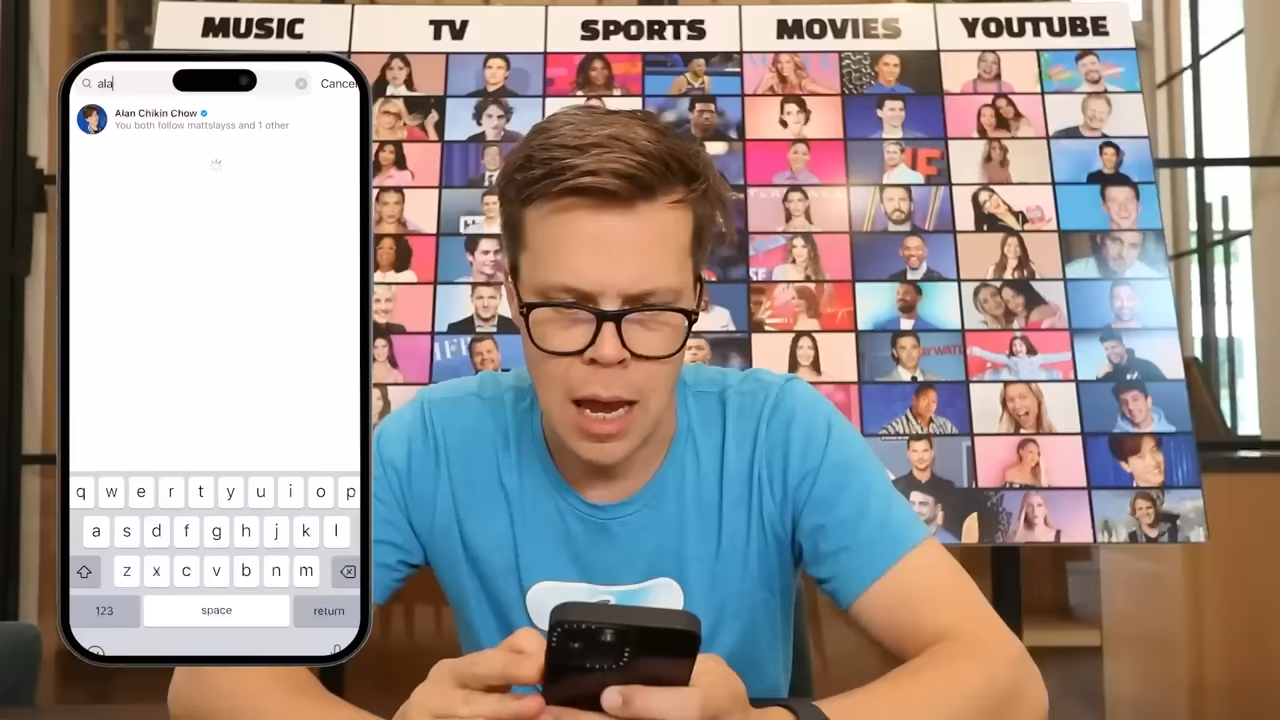 MUSIC TV SPORTS MOVIES YOUTUBE
ala
Cancel
Alan Chikin Chow
You both follow mattslayss and 1 other
q w e r t y u i o p
a s d f g h j k l
z x c v b n m
123 space return